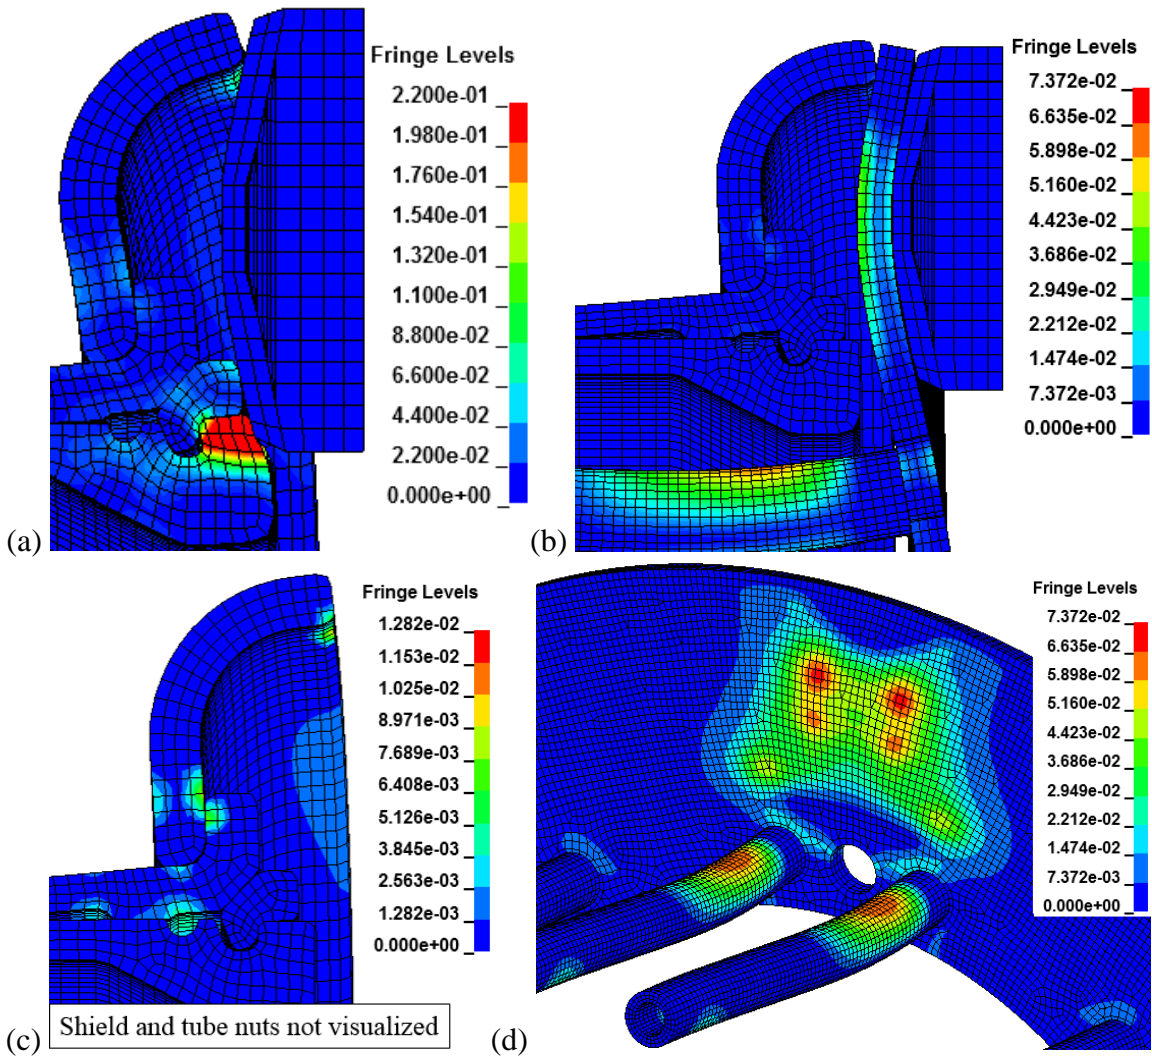 Fringe Levels
2.200e-01
1.980e-01
1.760e-01
1.540e-01
1.320e-01
1.100e-01
8.800e-02
6.600e-02
4.400e-02
2.200e-02
0.000e+00
(a)
Fringe Levels
7.372e-02
6.635e-02
5.898e-02
5.160e-02
4.423e-02
3.686e-02
2.949e-02
2.212e-02
1.474e-02
7.372e-03
0.000e+00
(b)
Fringe Levels
1.282e-02
1.153e-02
1.025e-02
8.971e-03
7.689e-03
6.408e-03
5.126e-03
3.845e-03
2.563e-03
1.282e-03
0.000e+00
(c)
Shield and tube nuts not visualized
Fringe Levels
7.372e-02
6.635e-02
5.898e-02
5.160e-02
4.423e-02
3.686e-02
2.949e-02
2.212e-02
1.474e-02
7.372e-03
0.000e+00
(d)